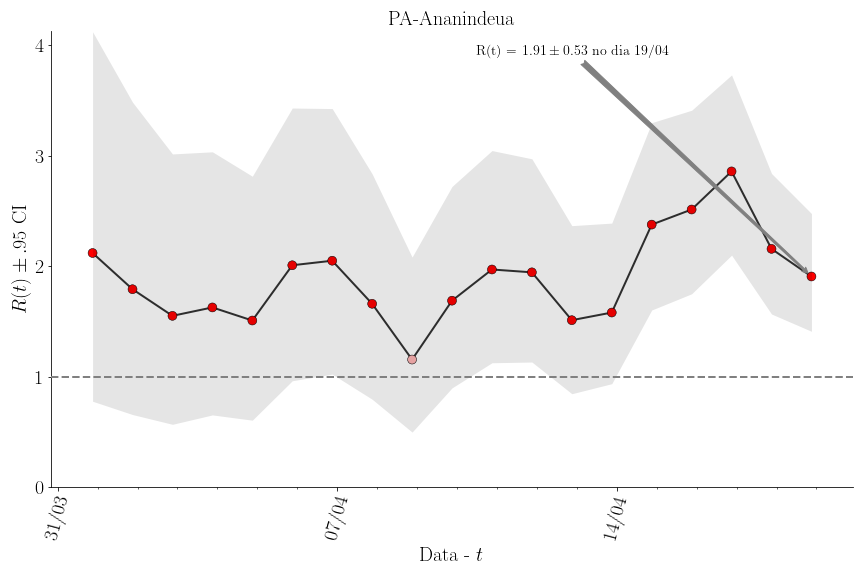 PA-Ananindeua
R(t) = 1.91 ± 0.53 no dia 19/04
R(t) ± .95 CI
4
3
2
1
0
31/03
07/04
14/04
Data - t